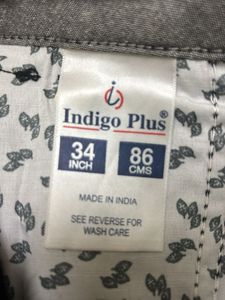 Indigo Plus®
34 86
INCH CMS
MADE IN INDIA
SEE REVERSE FOR
WASH CARE